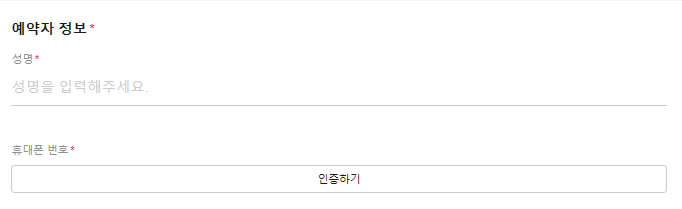 예약자 정보*
성명*
성명을 입력해주세요.
휴대폰 번호*
인증하기